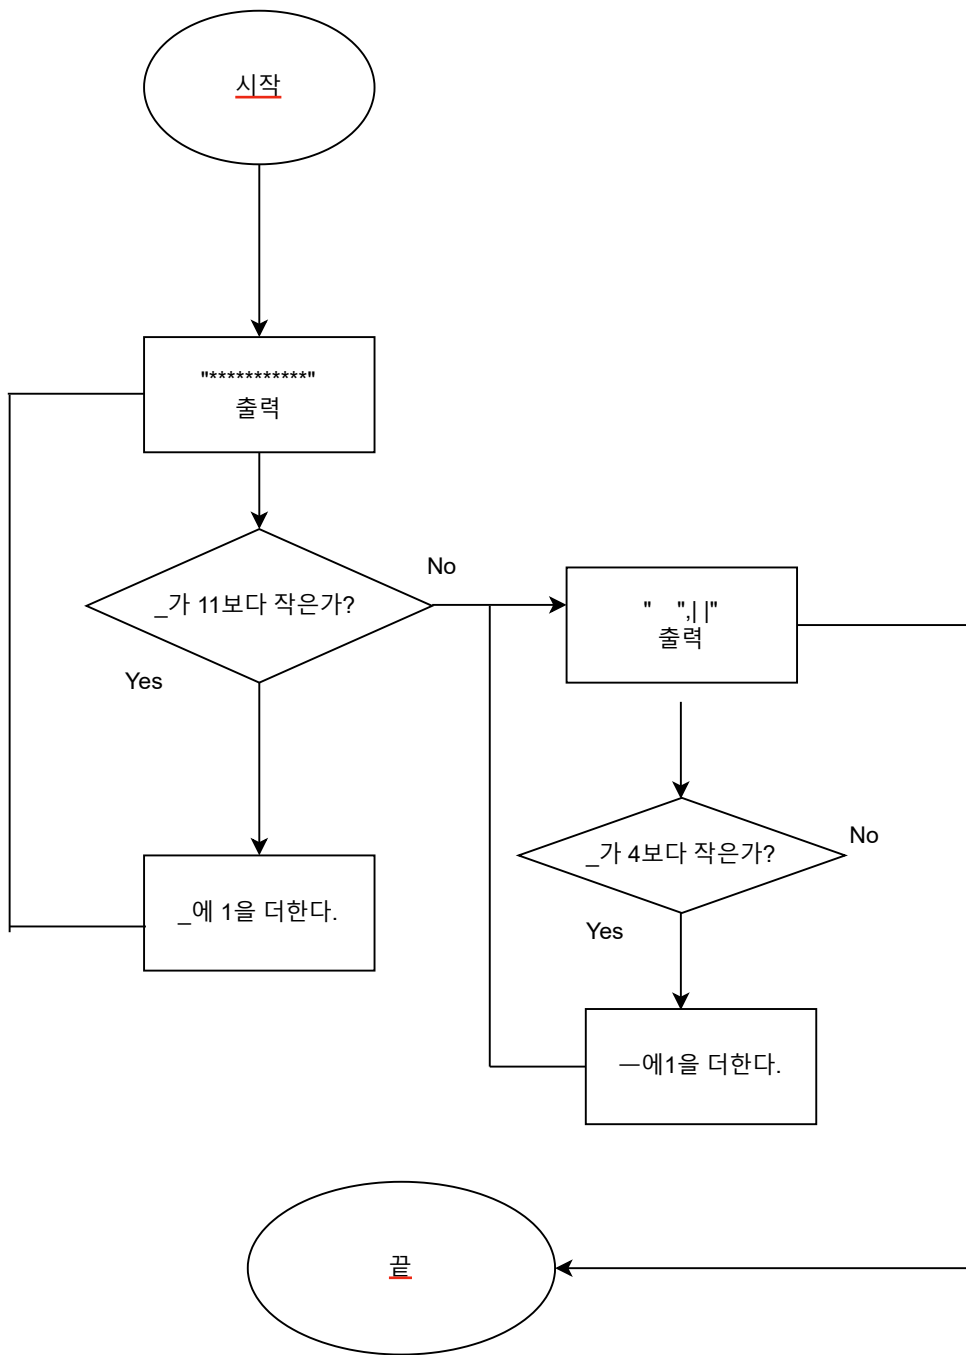 시작
"***********"
출력
_가 11보다 작은가?
No
Yes
"    ",| |"
출력
_에 1을 더한다.
_가 4보다 작은가?
No
Yes
—에1을 더한다.
끝